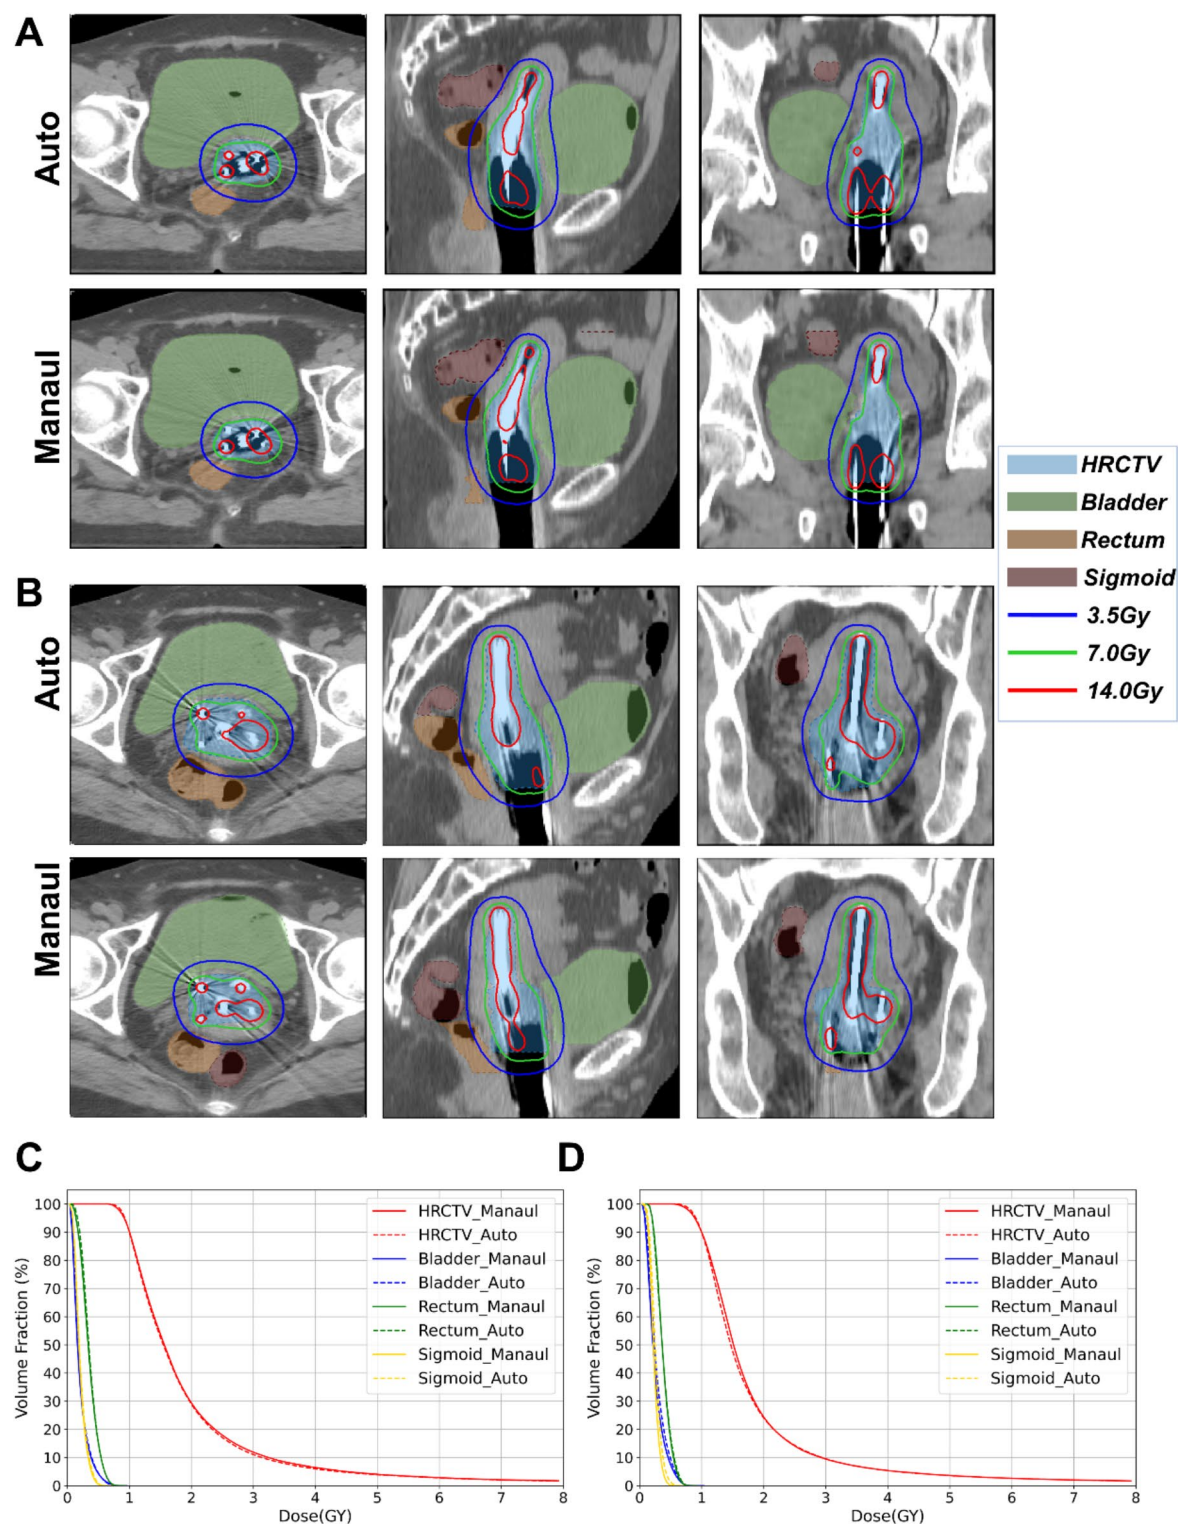 A
Auto
Manaul
HRCTV
Bladder
Rectum
Sigmoid
3.5Gy
7.0Gy
14.0Gy
B
Auto
Manaul
C
100
90
80
70
60
50
40
30
20
10
0
Volume Fraction (%)
HRCTV_Manaul
HRCTV_Auto
Bladder_Manaul
Bladder_Auto
Rectum_Manaul
Rectum_Auto
Sigmoid_Manaul
Sigmoid_Auto
0 1 2 3 4 5 6 7 8
Dose(GY)
D
100
90
80
70
60
50
40
30
20
10
0
Volume Fraction (%)
HRCTV_Manaul
HRCTV_Auto
Bladder_Manaul
Bladder_Auto
Rectum_Manaul
Rectum_Auto
Sigmoid_Manaul
Sigmoid_Auto
0 1 2 3 4 5 6 7 8
Dose(GY)